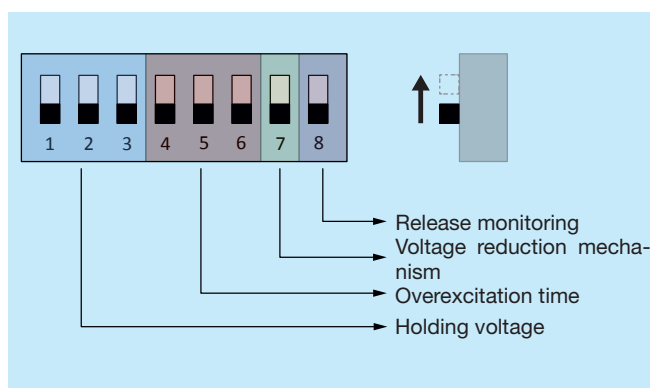 1 2 3 4 5 6 7 8
Release monitoring
Voltage reduction mecha-
nism
Overexcitation time
Holding voltage